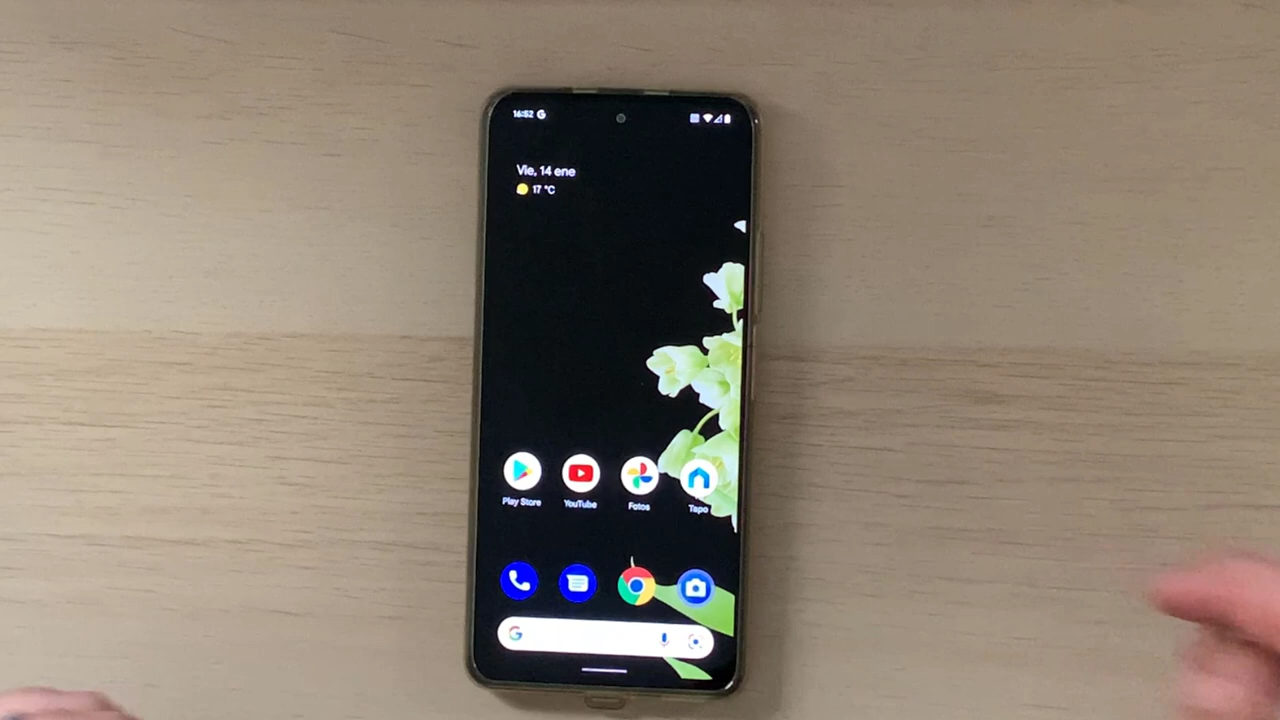 16:52 G
Vie, 14 ene
17 °C
Play Store
YouTube
Fotos
Tapo
G